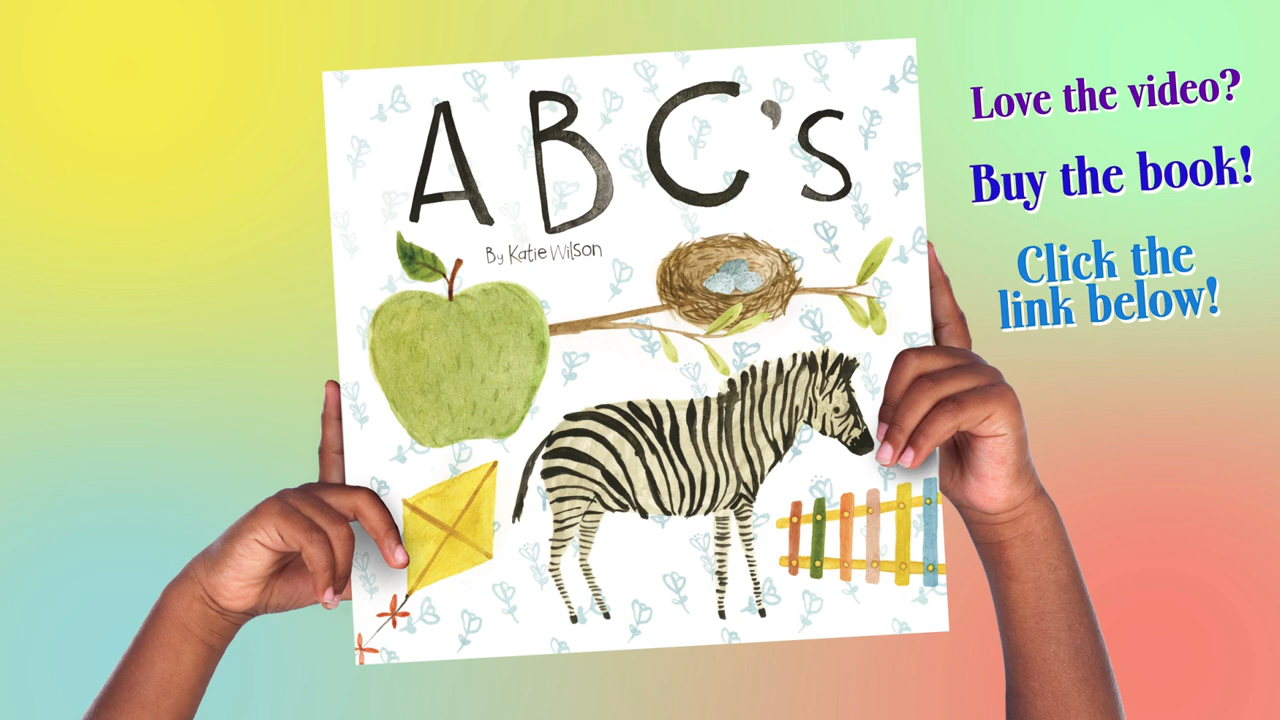 ABC's
By Katie Wilson
Love the video?
Buy the book!
Click the
link below!